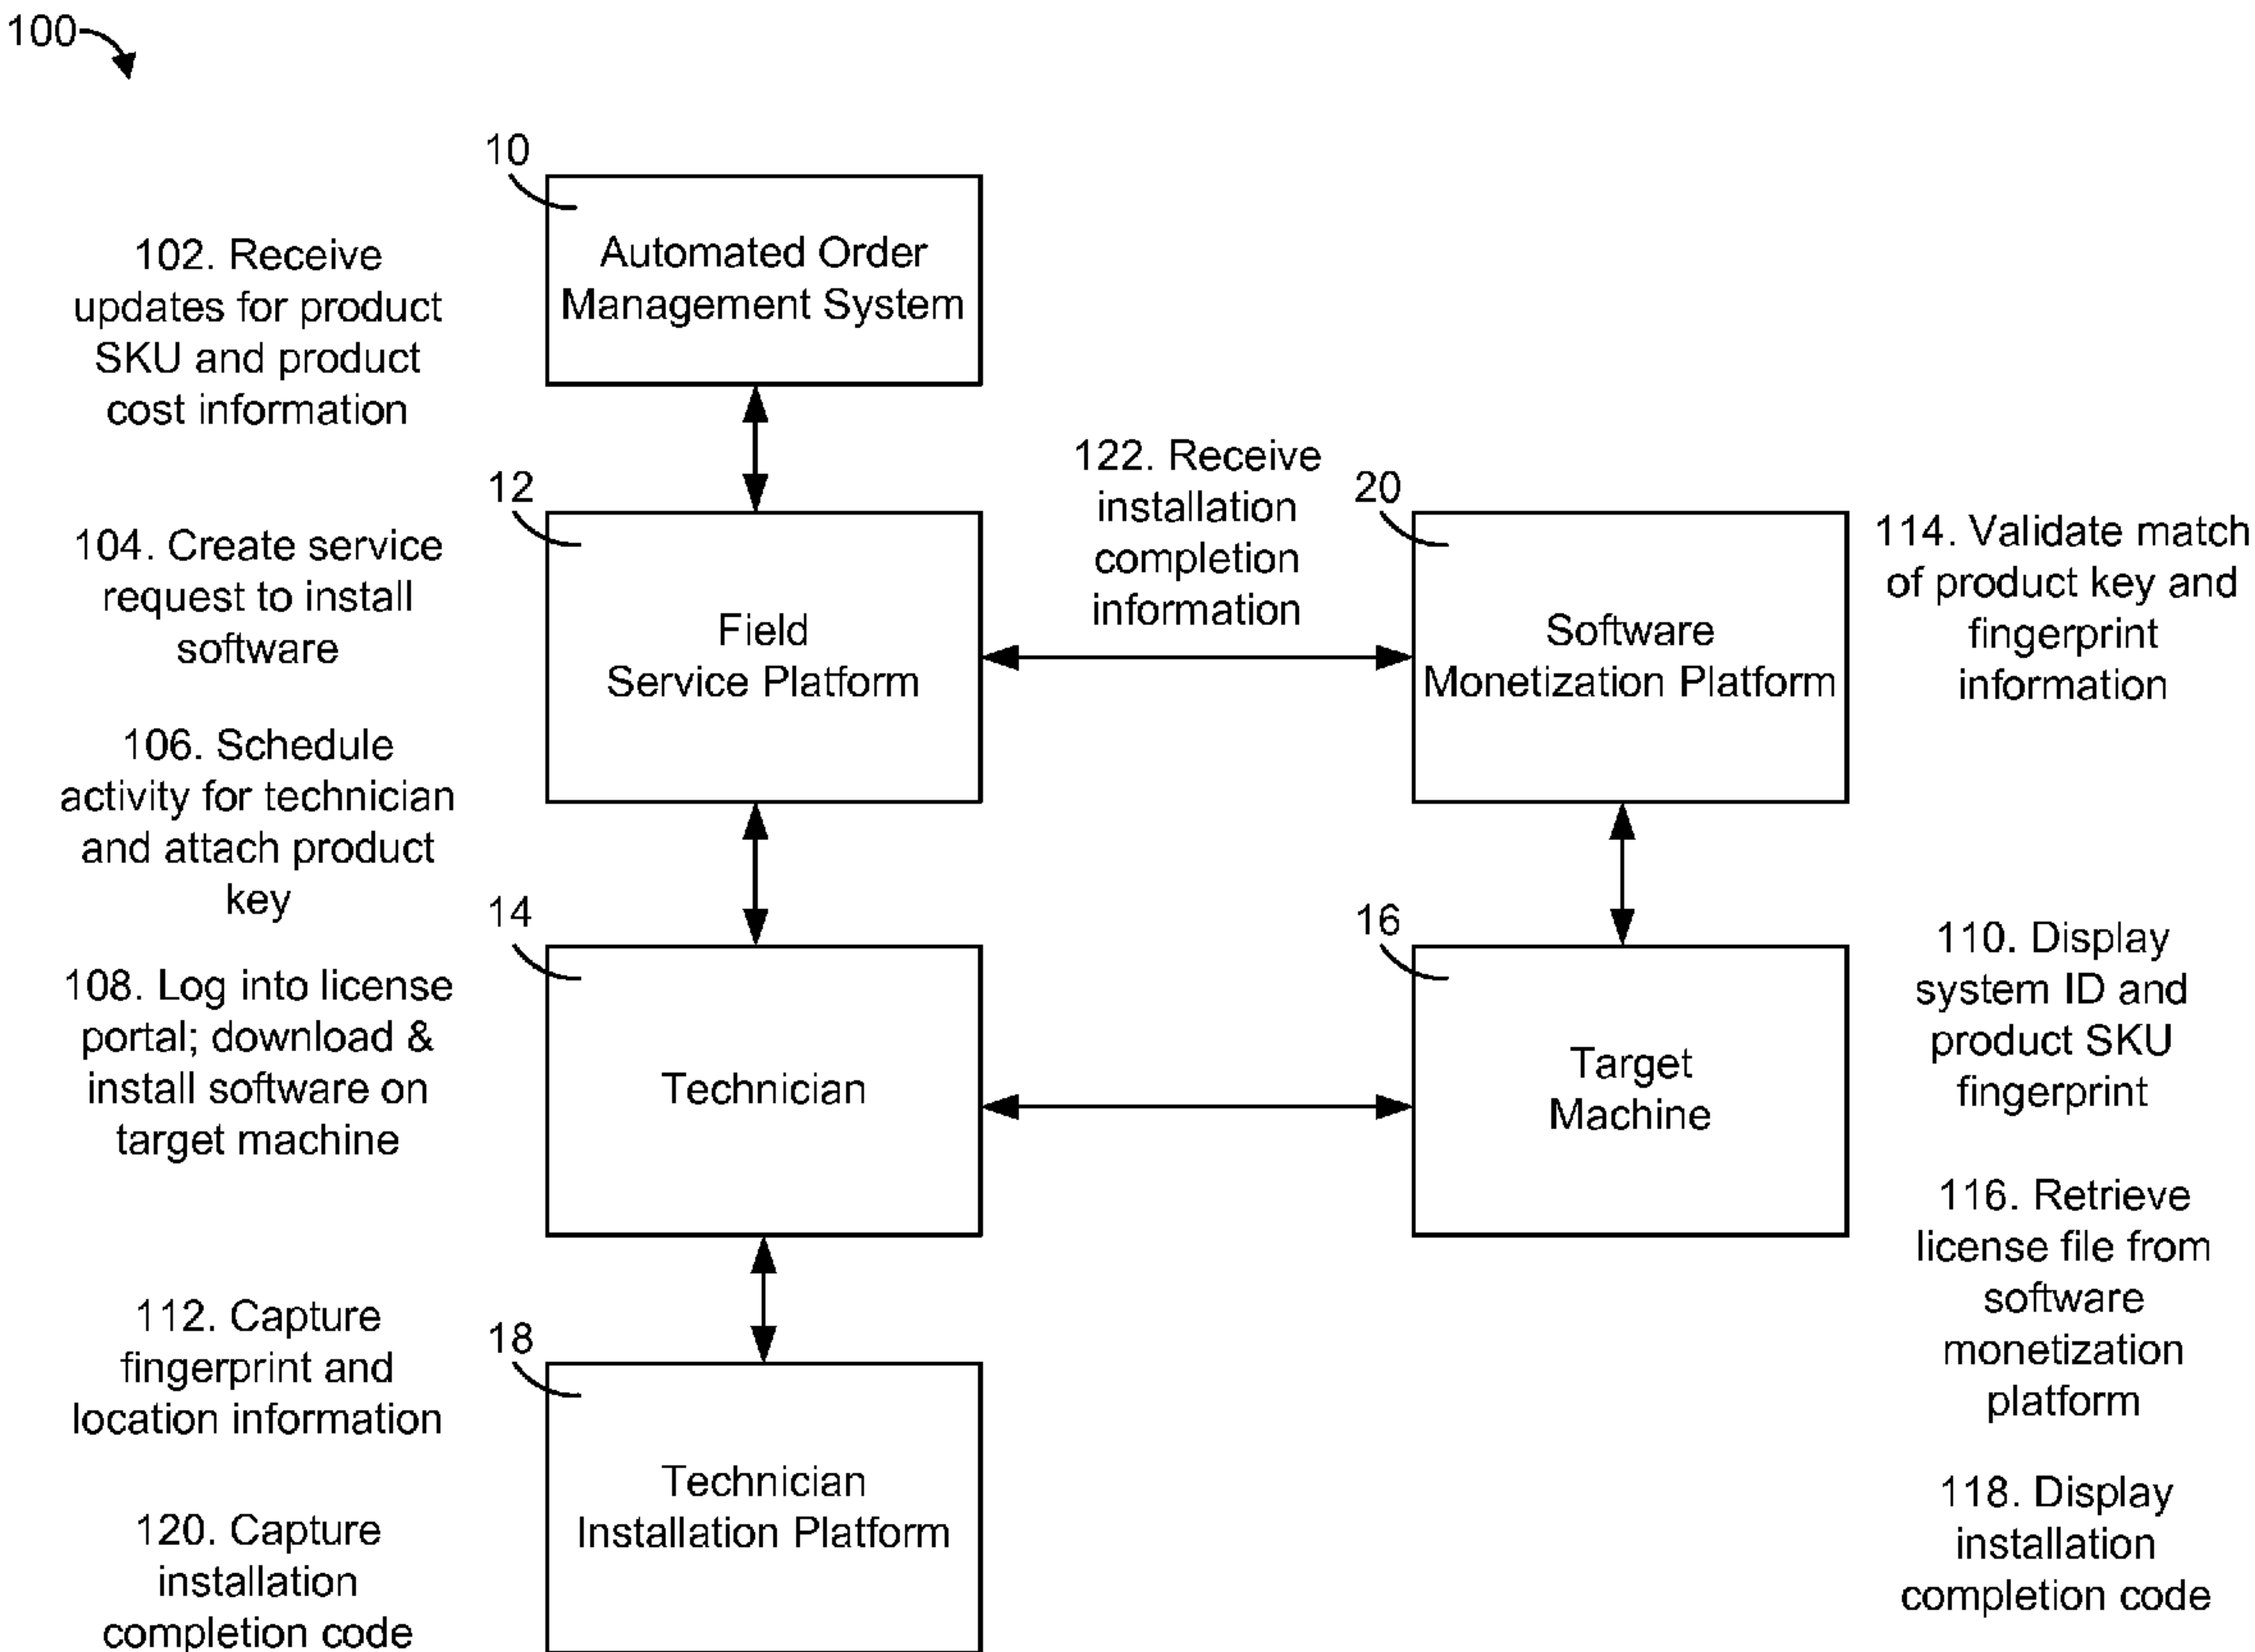 100
10
Automated Order
Management System
102. Receive
updates for product
SKU and product
cost information
12
Field
Service Platform
104. Create service
request to install
software
106. Schedule
activity for technician
and attach product
key
122. Receive
installation
completion
information
20
Software
Monetization Platform
114. Validate match
of product key and
fingerprint
information
14
Technician
108. Log into license
portal; download &
install software on
target machine
16
Target
Machine
110. Display
system ID and
product SKU
fingerprint
116. Retrieve
license file from
software
monetization
platform
118. Display
installation
completion code
112. Capture
fingerprint and
location information
18
Technician
Installation Platform
120. Capture
installation
completion code